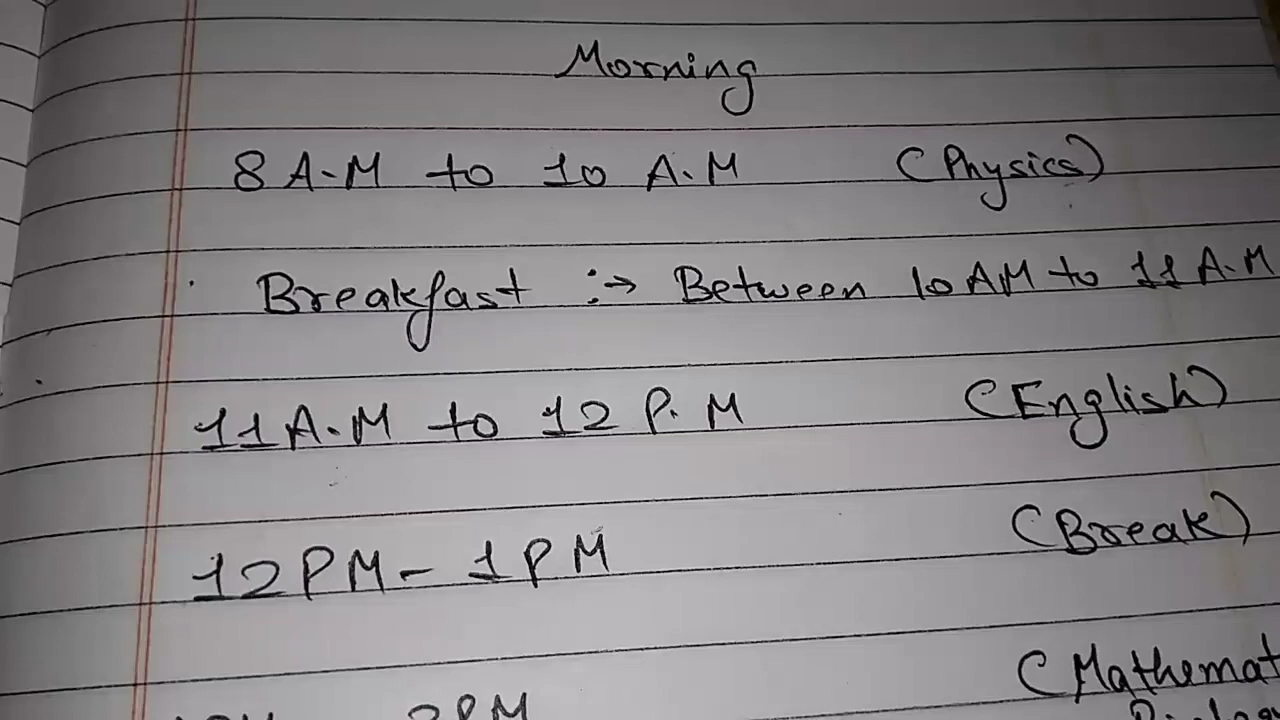 Morning
8 A.M to 10 A.M (Physics)
Breakfast :→ Between 10 AM to 11 A.M
11 A.M to 12 P.M (English)
12 PM - 1 PM (Break)
PM (Mathemat